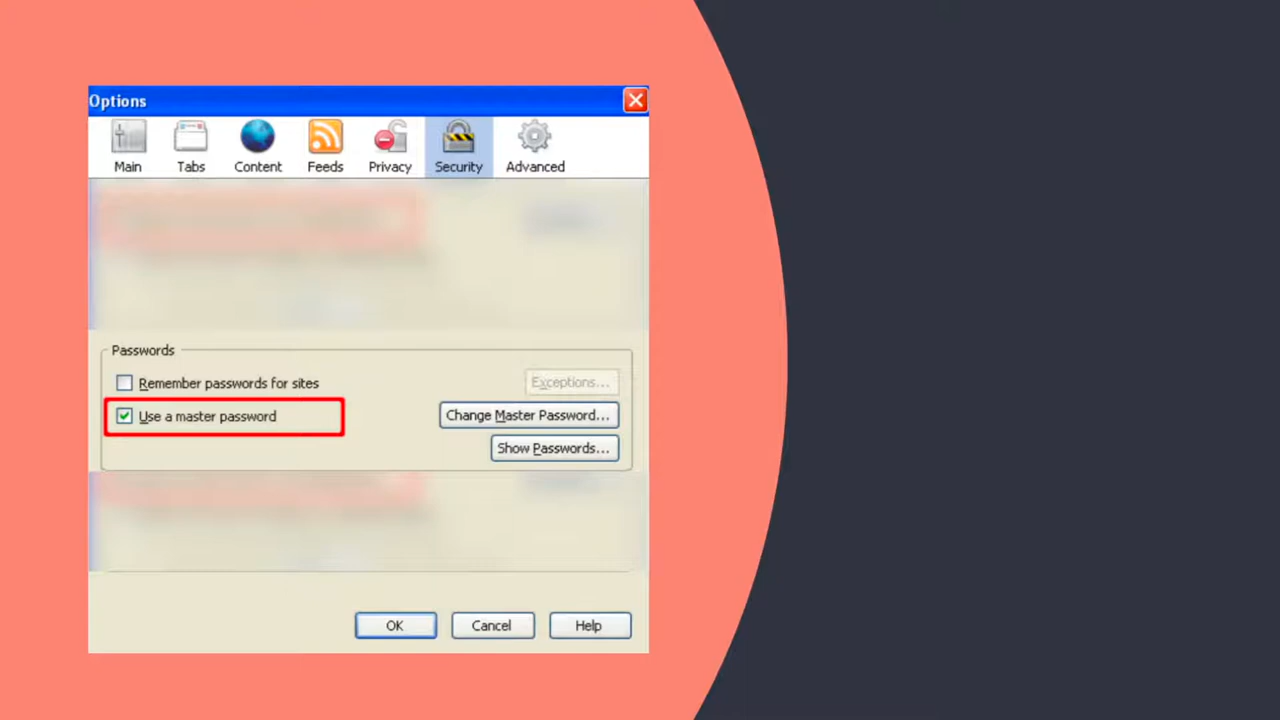 Options
Main Tabs Content Feeds Privacy Security Advanced
Passwords
Remember passwords for sites Exceptions...
Use a master password Change Master Password...
Show Passwords...
OK Cancel Help